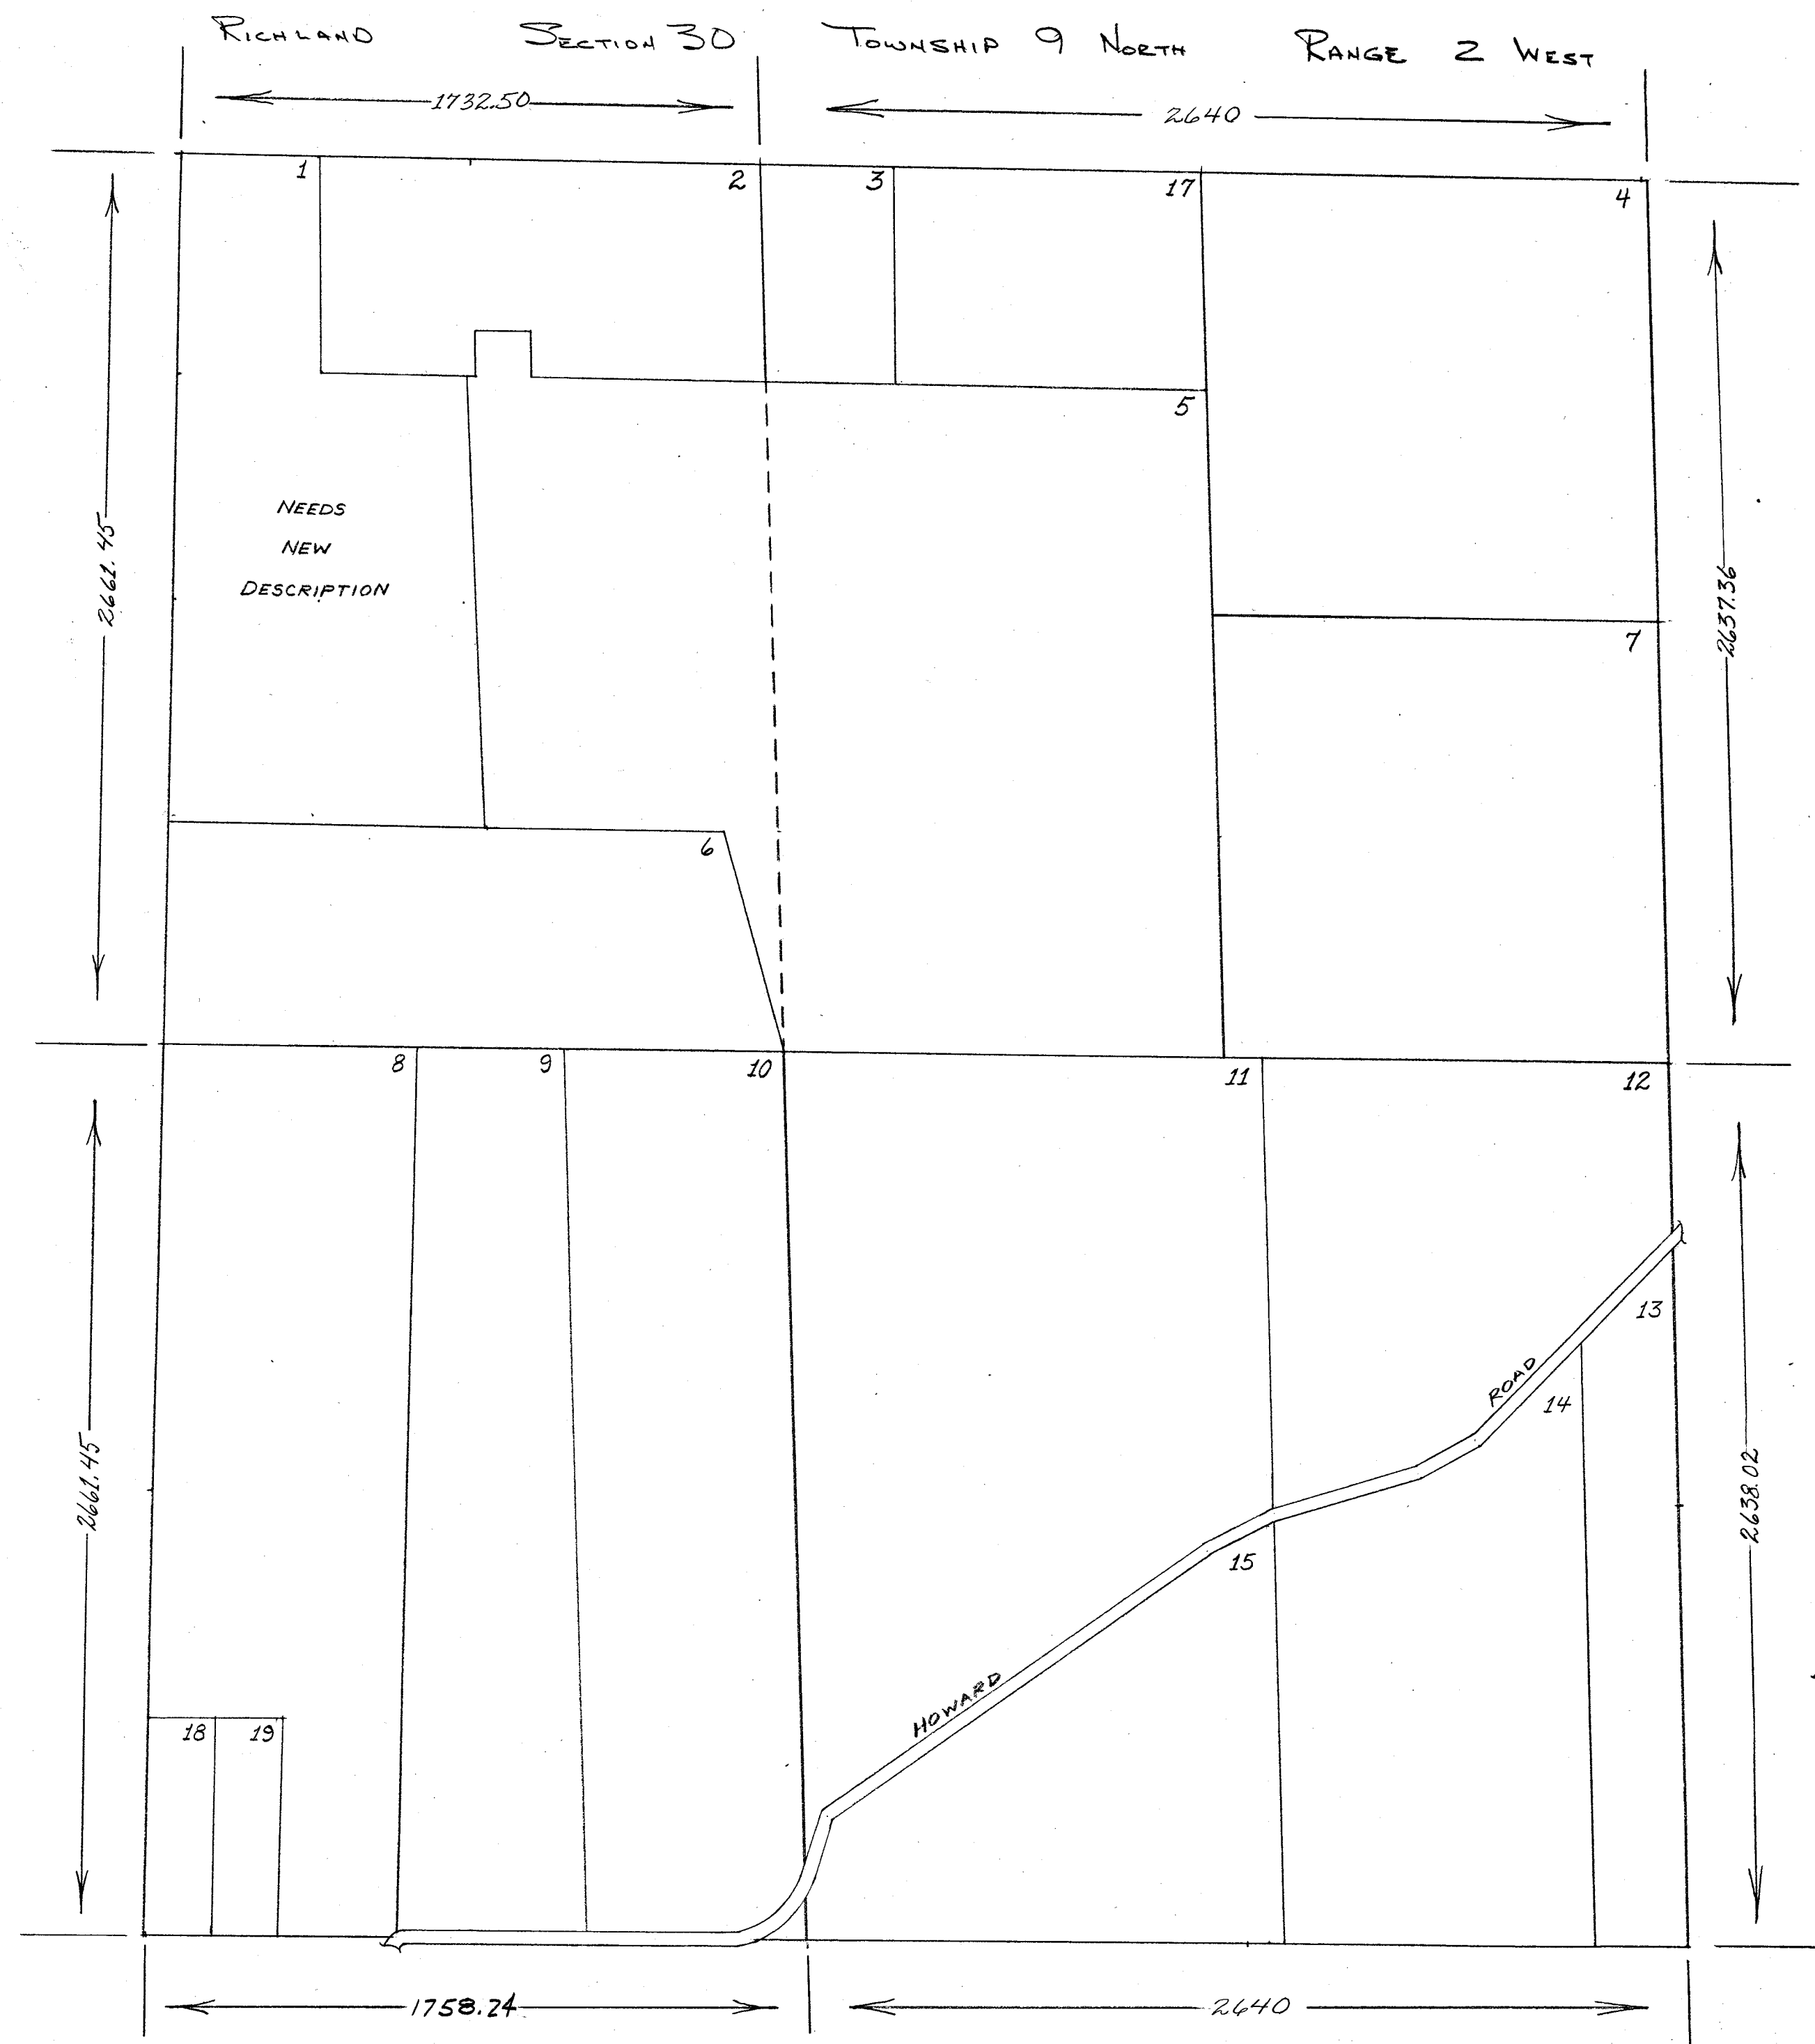 RICHLAND SECTION 30 TOWNSHIP 9 NORTH RANGE 2 WEST
1732.50 2640
1 2 3 17 4
5
NEEDS
NEW
DESCRIPTION
2661.45
2637.36
7
6
8 9 10 11 12
13
14
ROAD
2661.45
2638.02
15
HOWARD
18 19
1758.24
2640